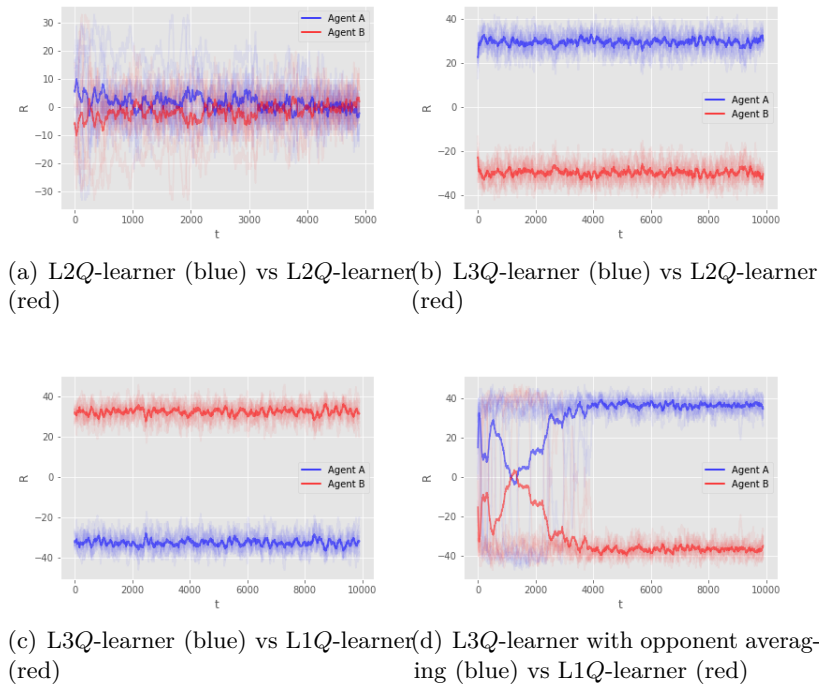 30
20
10
0
−10
−20
−30
R
Agent A
Agent B
0 1000 2000 3000 4000 5000
t
(a) L2Q-learner (blue) vs L2Q-learner
(red)
40
20
0
−20
−40
R
Agent A
Agent B
0 2000 4000 6000 8000 10000
t
(b) L3Q-learner (blue) vs L2Q-learner
(red)
40
20
0
−20
−40
R
Agent A
Agent B
0 2000 4000 6000 8000 10000
t
(c) L3Q-learner (blue) vs L1Q-learner
(red)
40
20
0
−20
−40
R
Agent A
Agent B
0 2000 4000 6000 8000 10000
t
(d) L3Q-learner with opponent averag-
ing (blue) vs L1Q-learner (red)